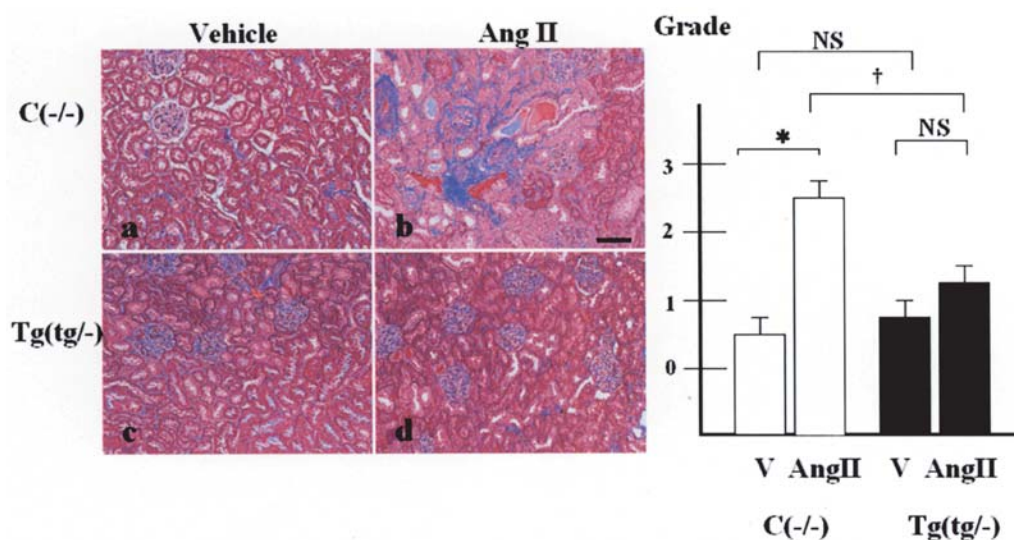 Vehicle
Ang II
C(-/-)
Tg(tg/-)
a
b
c
d
Grade
NS
†
*
NS
3
2
1
0
V AngII V AngII
C(-/-) Tg(tg/-)